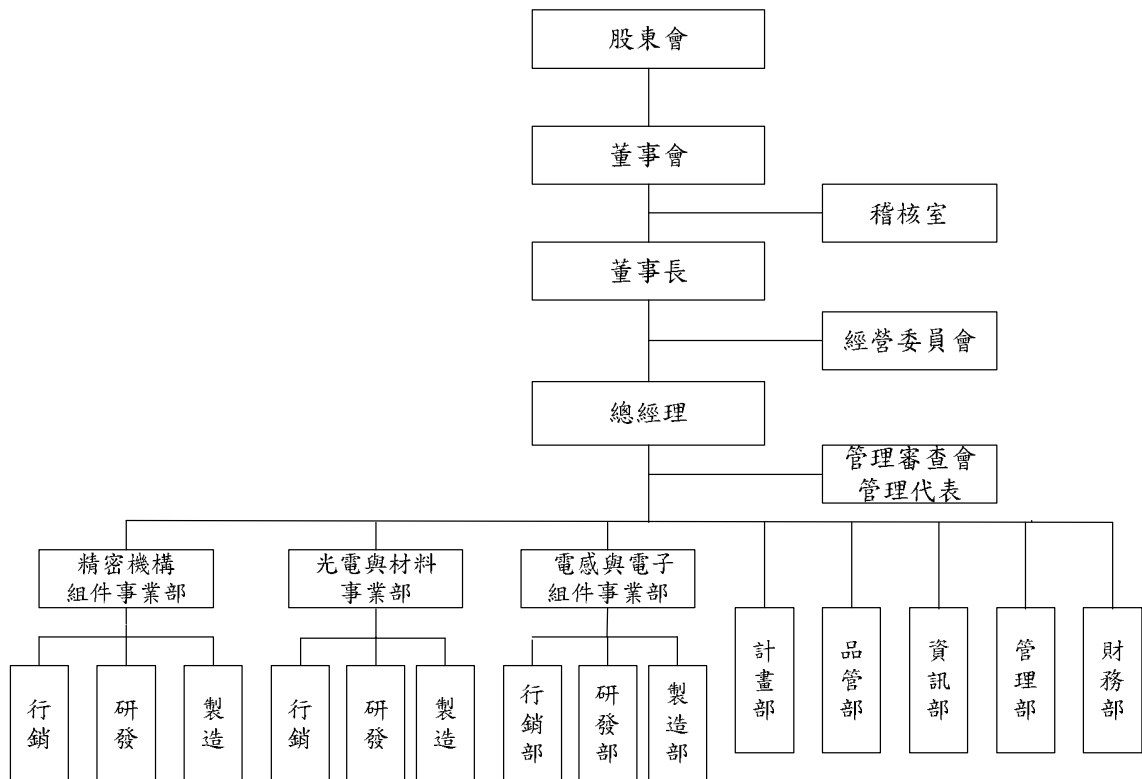 股東會
董事會
稽核室
董事長
經營委員會
總經理
管理審查會
管理代表
精密機構
組件事業部
光電與材料
事業部
電感與電子
組件事業部
計畫部
品管部
資訊部
管理部
財務部
行銷
研發
製造
行銷
研發
製造
行銷部
研發部
製造部